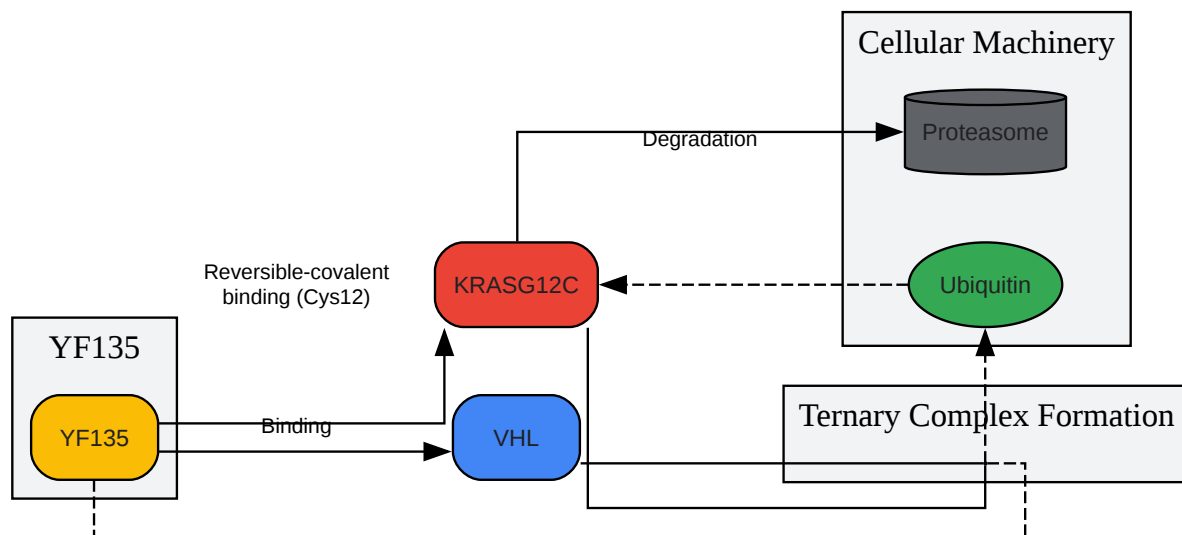 Cellular Machinery
Proteasome
Degradation
Reversible-covalent
binding (Cys12)
KRASG12C
Ubiquitin
YF135
YF135
Binding
VHL
Ternary Complex Formation